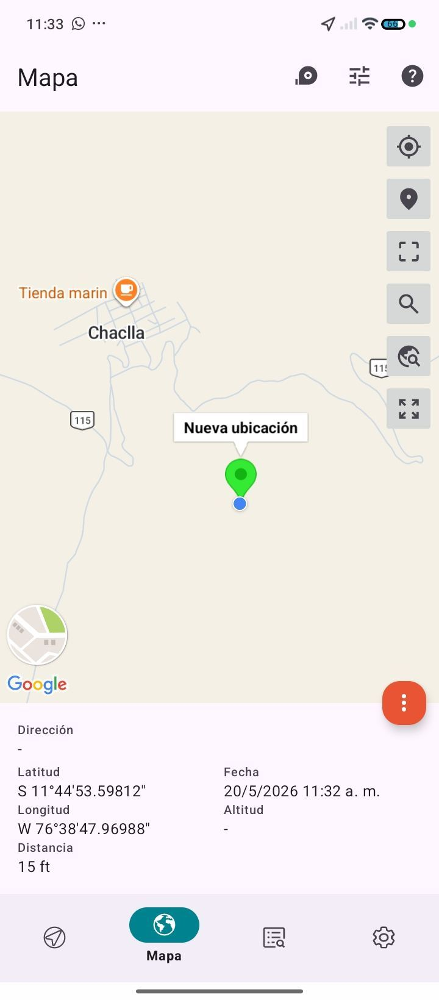 11:33
66
Mapa
Tienda marin
Chaclla
115
115
Nueva ubicación
Google
Dirección
-
Latitud
Fecha
S 11°44'53.59812"
20/5/2026 11:32 a. m.
Longitud
Altitud
W 76°38'47.96988"
-
Distancia
15 ft
Mapa